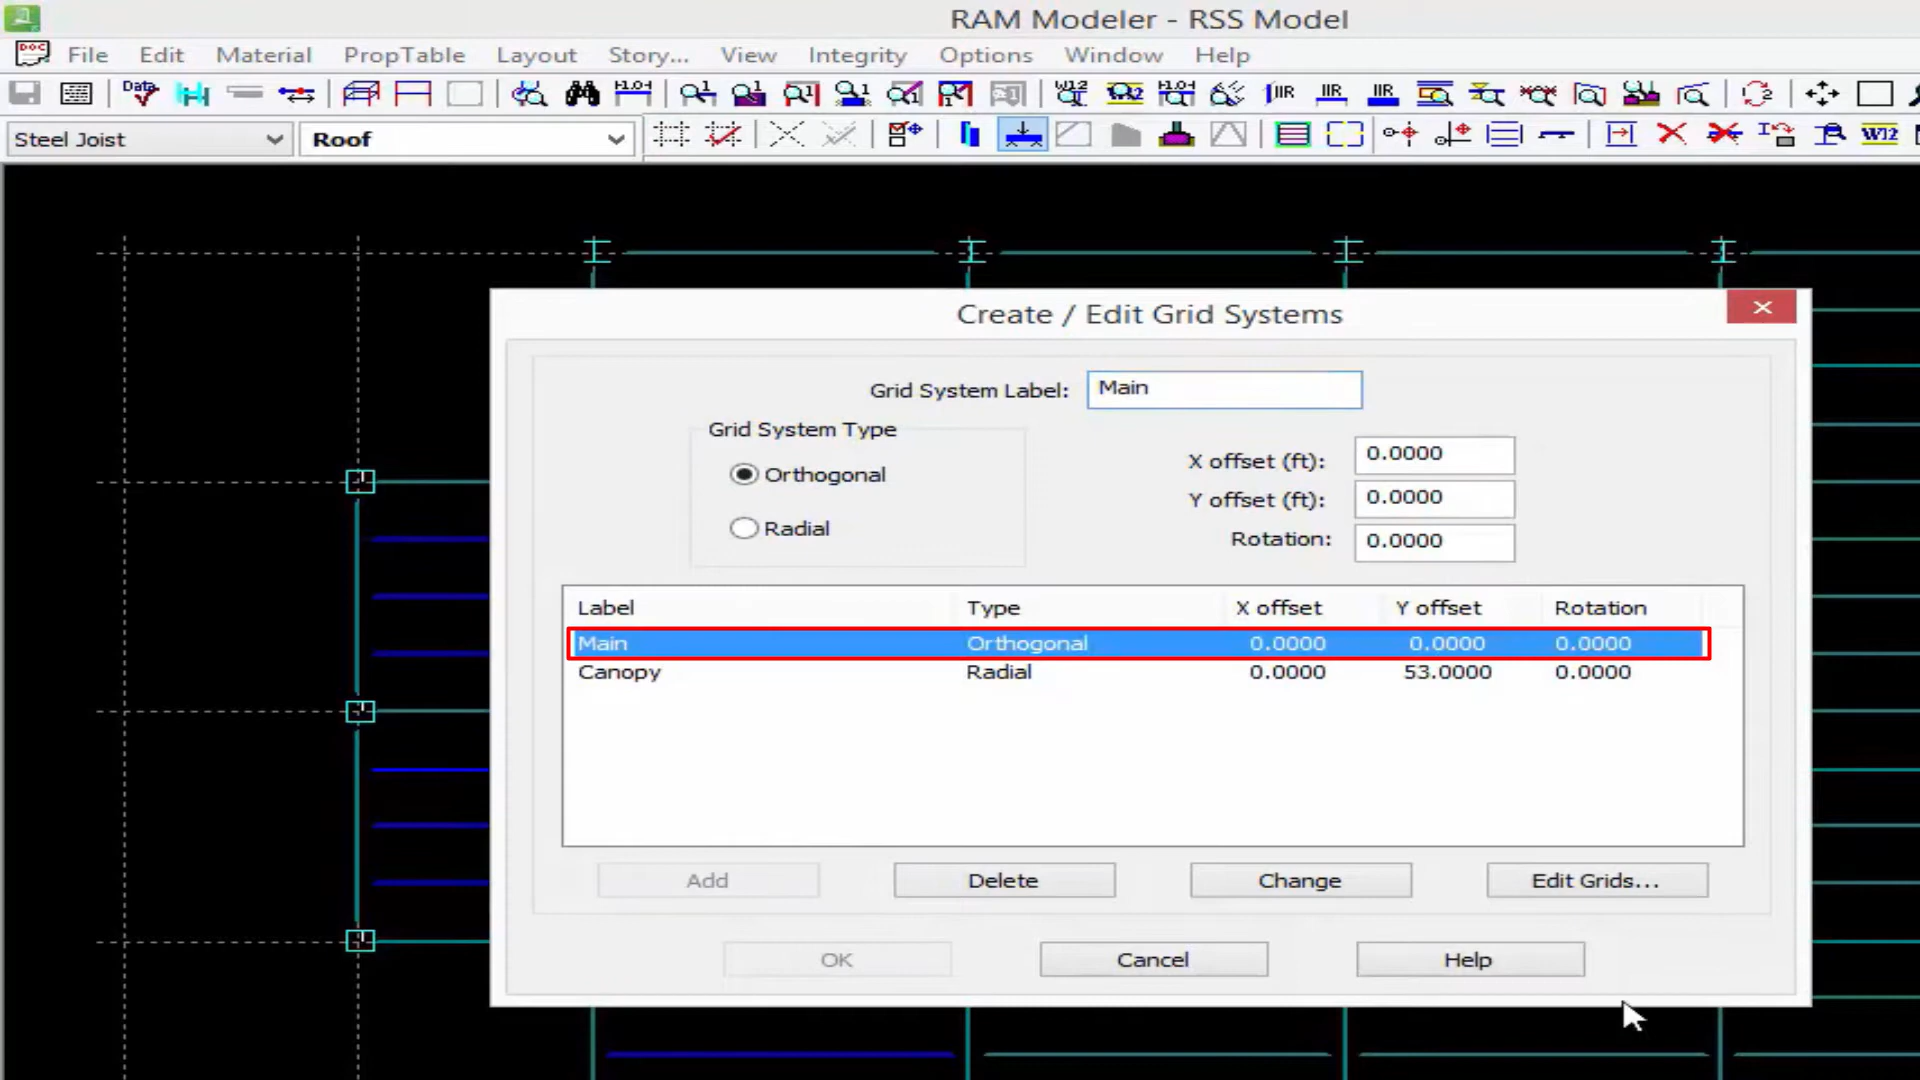 RAM Modeler - RSS Model
DOC File Edit Material PropTable Layout Story... View Integrity Options Window Help
Data
Steel Joist Roof
Create / Edit Grid Systems
Grid System Label: Main
Grid System Type
Orthogonal
Radial
X offset (ft): 0.0000
Y offset (ft): 0.0000
Rotation: 0.0000
Label Type X offset Y offset Rotation
Main Orthogonal 0.0000 0.0000 0.0000
Canopy Radial 0.0000 53.0000 0.0000
Add Delete Change Edit Grids...
OK Cancel Help